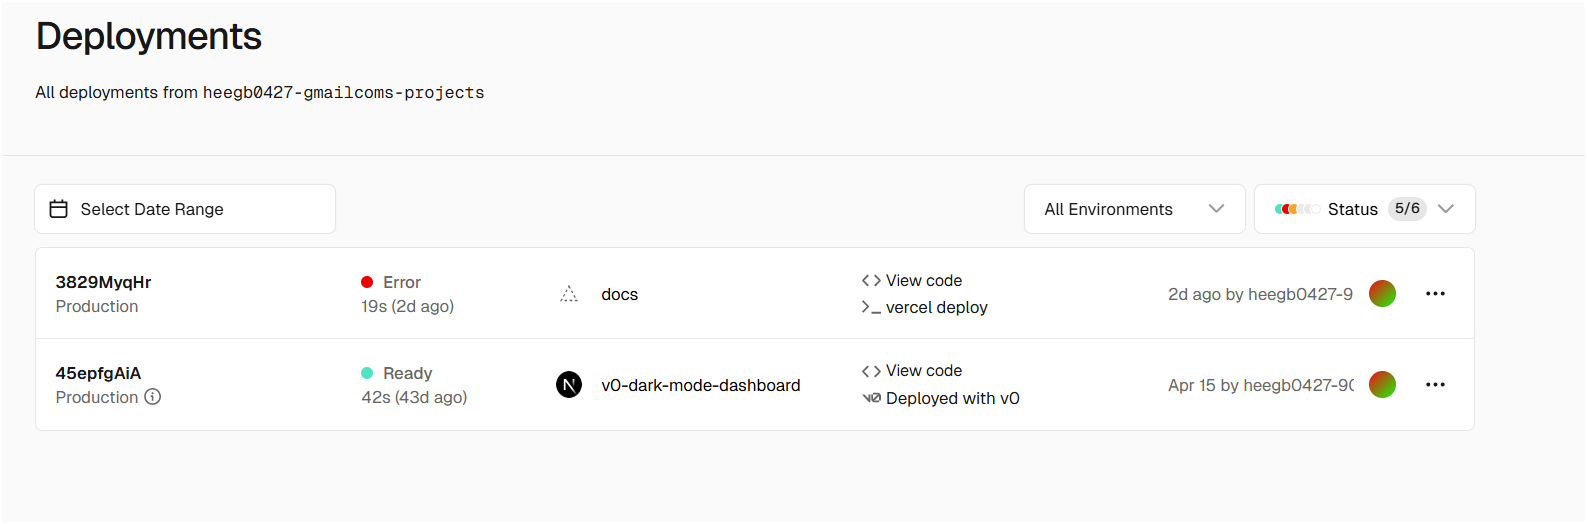 Deployments
All deployments from heegb0427-gmailcoms-projects
Select Date Range
All Environments
Status 5/6
3829MyqHr
Production
Error
19s (2d ago)
docs
View code
vercel deploy
2d ago by heegb0427-9
45epfgAiA
Production
Ready
42s (43d ago)
N
v0-dark-mode-dashboard
View code
v0 Deployed with v0
Apr 15 by heegb0427-90